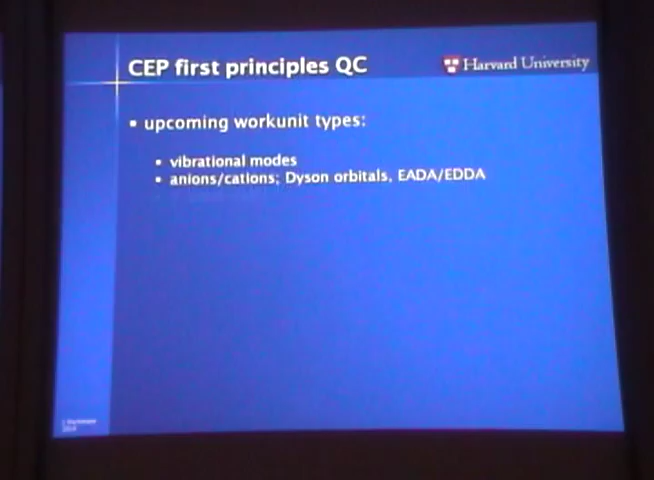 CEP first principles QC
Harvard University
▪ upcoming workunit types:
▪ vibrational modes
▪ anions/cations; Dyson orbitals, EADA/EDDA